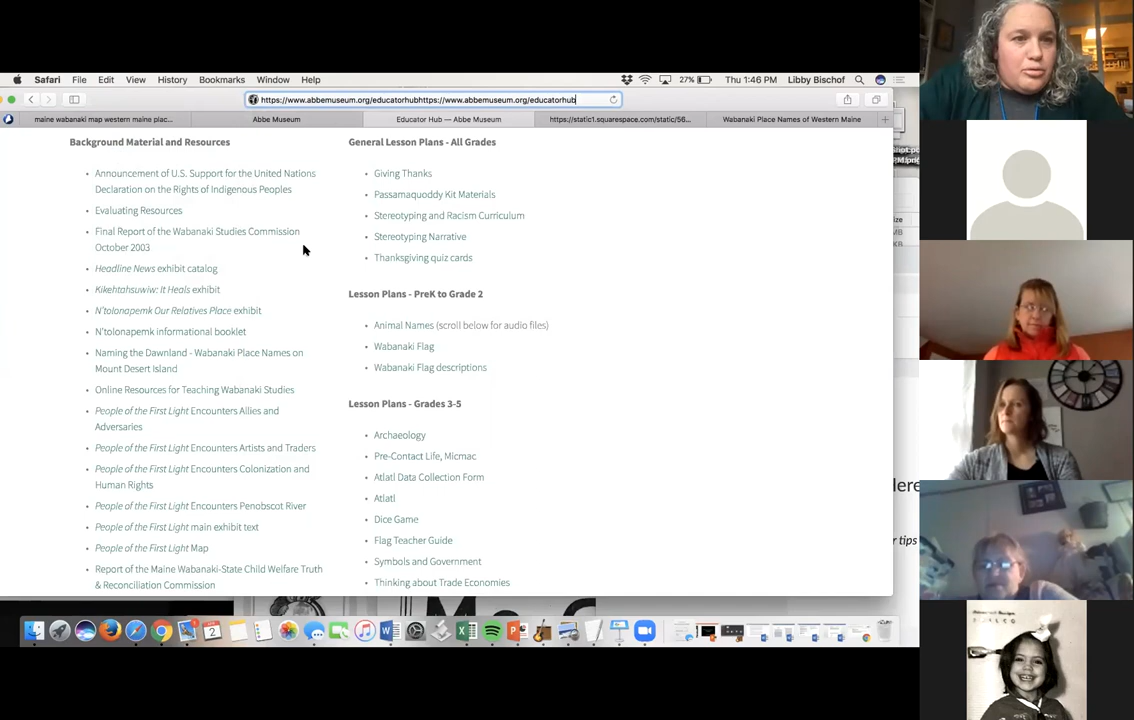 Safari File Edit View History Bookmarks Window Help
27% Thu 1:46 PM Libby Bischof
https://www.abbemuseum.org/educatorhubhttps://www.abbemuseum.org/educatorhub
maine wabanaki map western maine plac...
Abbe Museum
Educator Hub — Abbe Museum
https://static1.squarespace.com/static/56...
Wabanaki Place Names of Western Maine
Background Material and Resources
Announcement of U.S. Support for the United Nations
Declaration on the Rights of Indigenous Peoples
Evaluating Resources
Final Report of the Wabanaki Studies Commission
October 2003
Headline News exhibit catalog
Kikehtahsuwiw: It Heals exhibit
N'tolonapemk Our Relatives Place exhibit
N'tolonapemk informational booklet
Naming the Dawnland - Wabanaki Place Names on
Mount Desert Island
Online Resources for Teaching Wabanaki Studies
People of the First Light Encounters Allies and
Adversaries
People of the First Light Encounters Artists and Traders
People of the First Light Encounters Colonization and
Human Rights
People of the First Light Encounters Penobscot River
People of the First Light main exhibit text
People of the First Light Map
Report of the Maine Wabanaki-State Child Welfare Truth
& Reconciliation Commission
General Lesson Plans - All Grades
Giving Thanks
Passamaquoddy Kit Materials
Stereotyping and Racism Curriculum
Stereotyping Narrative
Thanksgiving quiz cards
Lesson Plans - PreK to Grade 2
Animal Names (scroll below for audio files)
Wabanaki Flag
Wabanaki Flag descriptions
Lesson Plans - Grades 3-5
Archaeology
Pre-Contact Life, Micmac
Atlatl Data Collection Form
Atlatl
Dice Game
Flag Teacher Guide
Symbols and Government
Thinking about Trade Economies
ize
MB
KB
lere
r tips
2